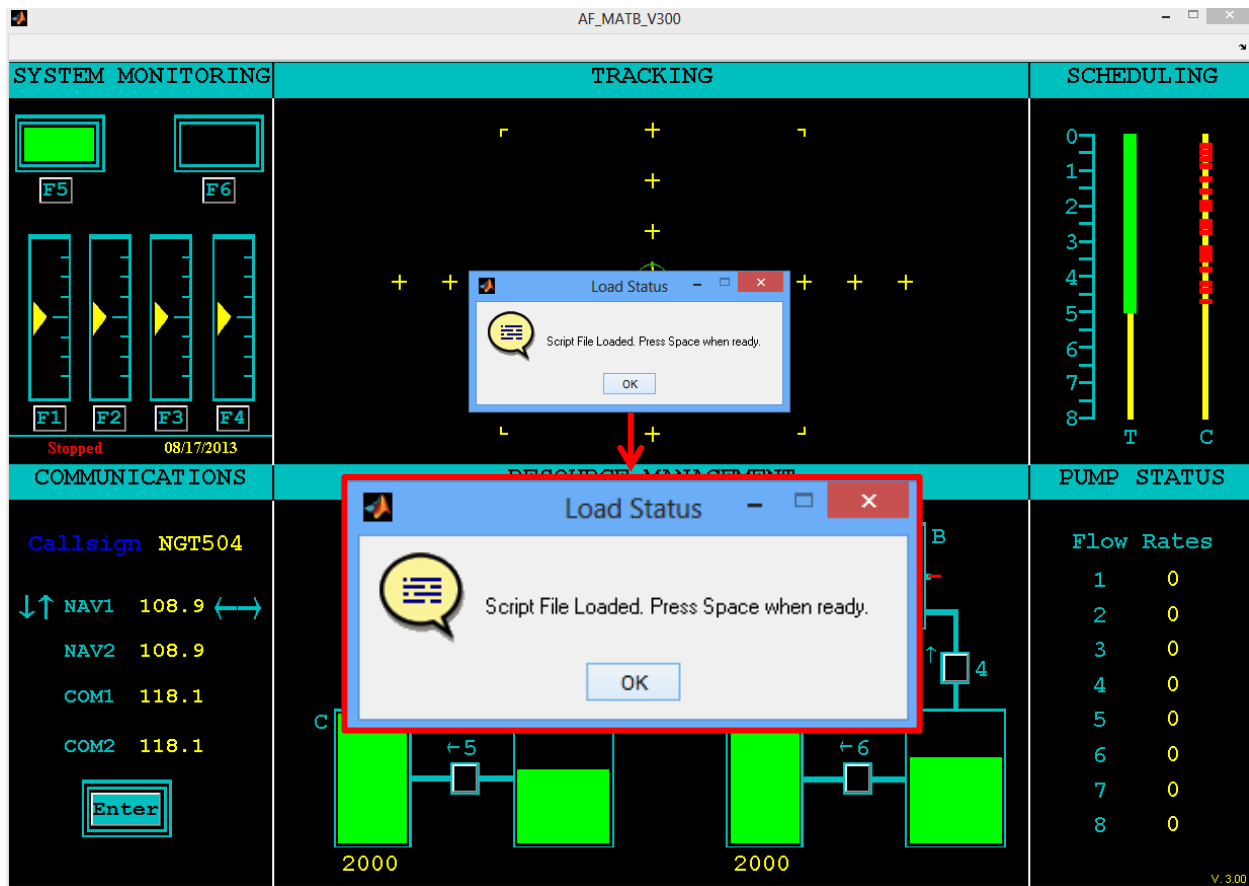 AF_MATB_V300
SYSTEM MONITORING
TRACKING
SCHEDULING
F5
F6
F1 F2 F3 F4
Stopped 08/17/2013
Load Status
Script File Loaded. Press Space when ready.
OK
0
1
2
3
4
5
6
7
8
T C
COMMUNICATIONS
RESOURCE MANAGEMENT
PUMP STATUS
Callsign NGT504
↓↑ NAV1 108.9 ←→
NAV2 108.9
COM1 118.1
COM2 118.1
Enter
Load Status
Script File Loaded. Press Space when ready.
OK
B
↑ 4
C
←5
←6
2000
2000
Flow Rates
1 0
2 0
3 0
4 0
5 0
6 0
7 0
8 0
V. 3.00